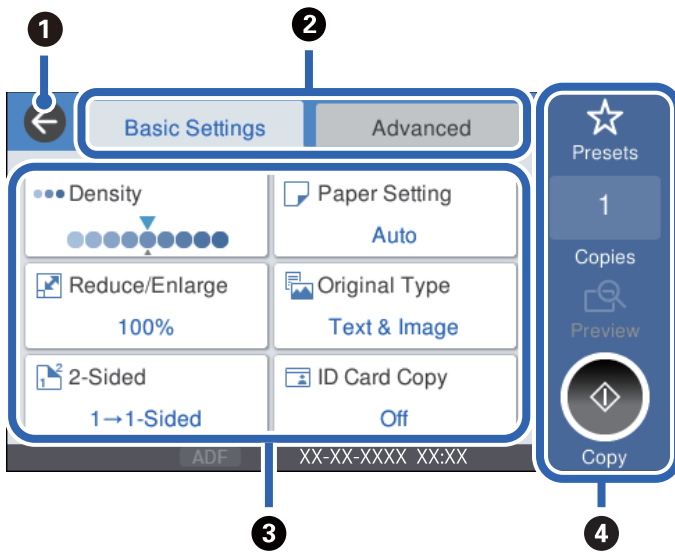 1
2
Basic Settings
Advanced
Presets
1
Copies
Preview
Copy
Density
Paper Setting
Auto
Reduce/Enlarge
100%
Original Type
Text & Image
1 2
2-Sided
1→1-Sided
ID Card Copy
Off
ADF
XX-XX-XXXX XX:XX
3
4